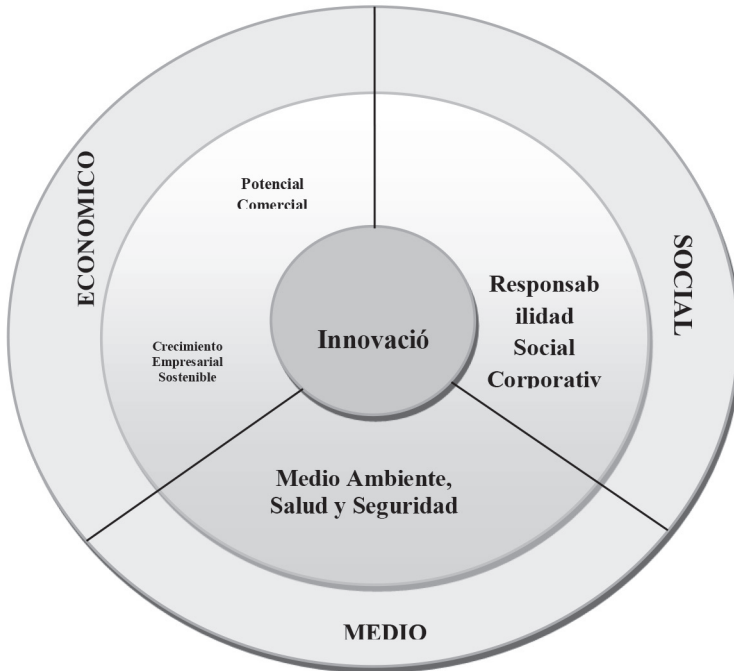 ECONOMICO
Potencial
Comercial
Crecimiento
Empresarial
Sostenible
Innovació
SOCIAL
Responsab
ilidad
Social
Corporativ
Medio Ambiente,
Salud y Seguridad
MEDIO